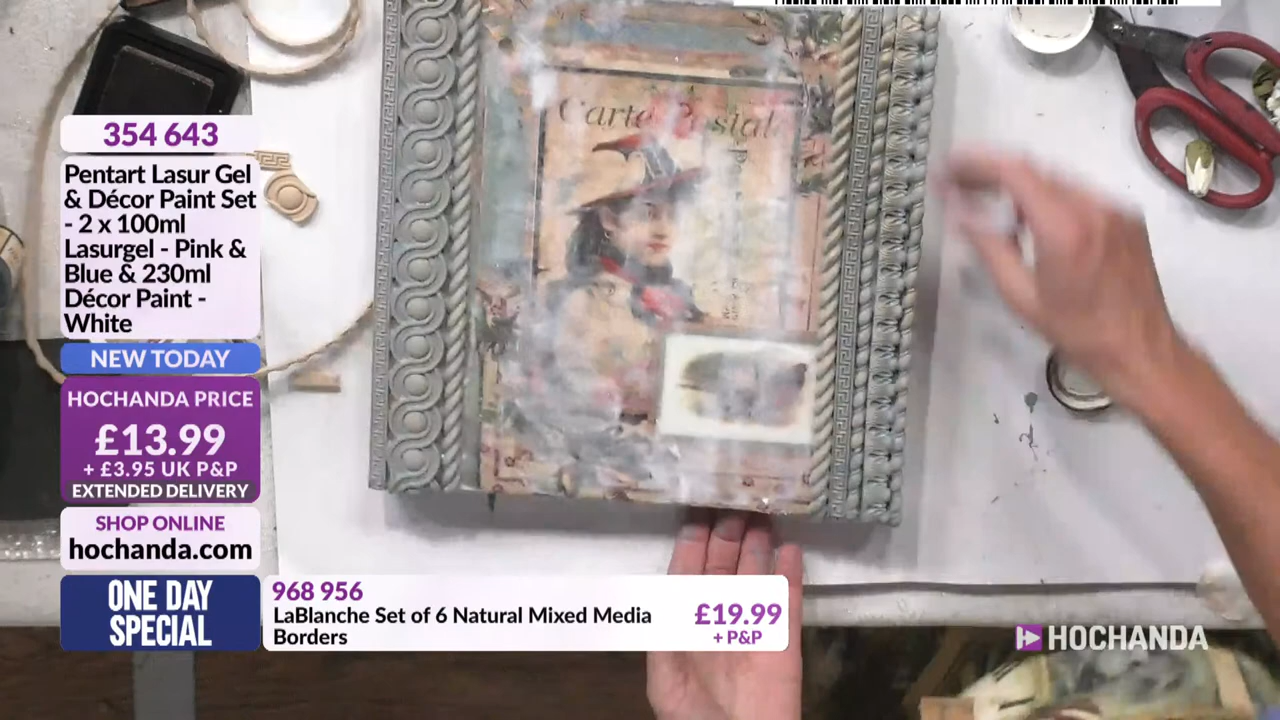 354 643
Pentart Lasur Gel
& Décor Paint Set
- 2 x 100ml
Lasurgel - Pink &
Blue & 230ml
Décor Paint -
White
NEW TODAY
HOCHANDA PRICE
£13.99
+ £3.95 UK P&P
EXTENDED DELIVERY
SHOP ONLINE
hochanda.com
ONE DAY
SPECIAL
968 956
LaBlanche Set of 6 Natural Mixed Media
Borders
£19.99
+ P&P
HOCHANDA